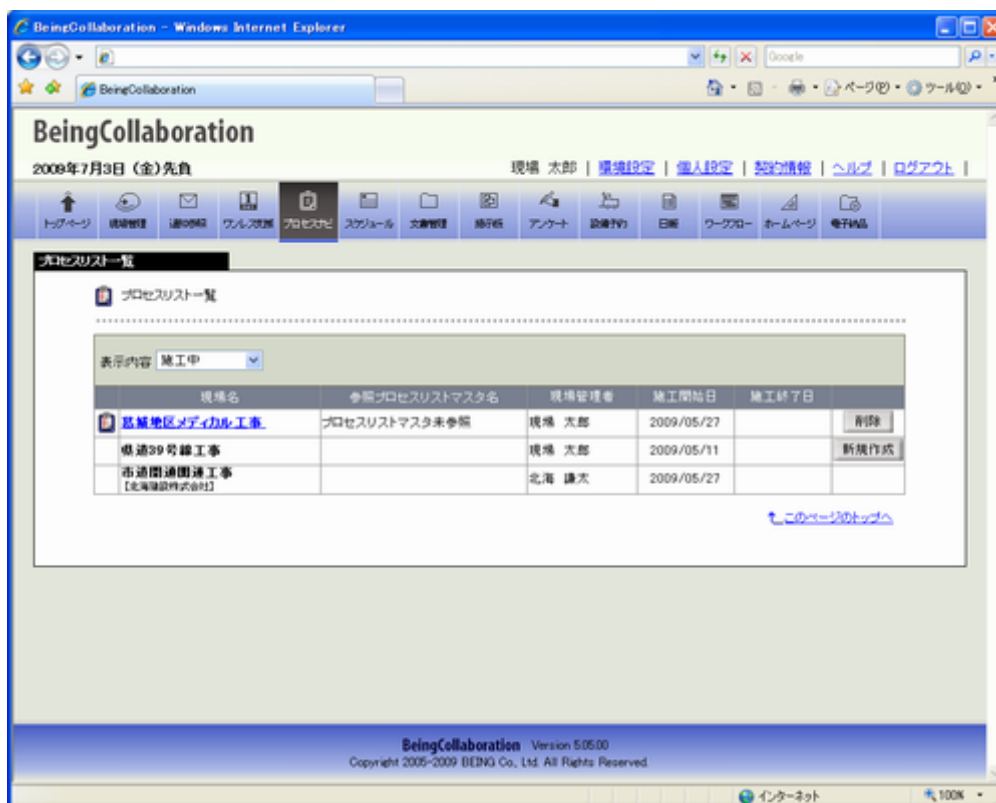 BeingCollaboration - Windows Internet Explorer
Google
BeingCollaboration
ページ(P) ツール(O)
BeingCollaboration
2009年7月3日（金）先負
現場 太郎 | 環境設定 | 個人設定 | 契約情報 | ヘルプ | ログアウト |
トップページ 現場管理 プロセスナビ スケジュール 文書管理 掲示板 アンケート 設備予約 日報 ワークフロー ホームページ 電子納品
プロセスリスト一覧
プロセスリスト一覧
表示内容 施工中
現場名 参照プロセスリストマスタ名 現場管理者 施工開始日 施工終了日
葛城地区メディカル工事 プロセスリストマスタ未参照 現場 太郎 2009/05/27 削除
県道39号線工事 現場 太郎 2009/05/11 新規作成
市道開通関連工事 北海 謙太 2009/05/27
【北海建設株式会社】
このページのトップへ
BeingCollaboration Version 5.05.00
Copyright 2005-2009 BEING Co., Ltd. All Rights Reserved.
インターネット 100%